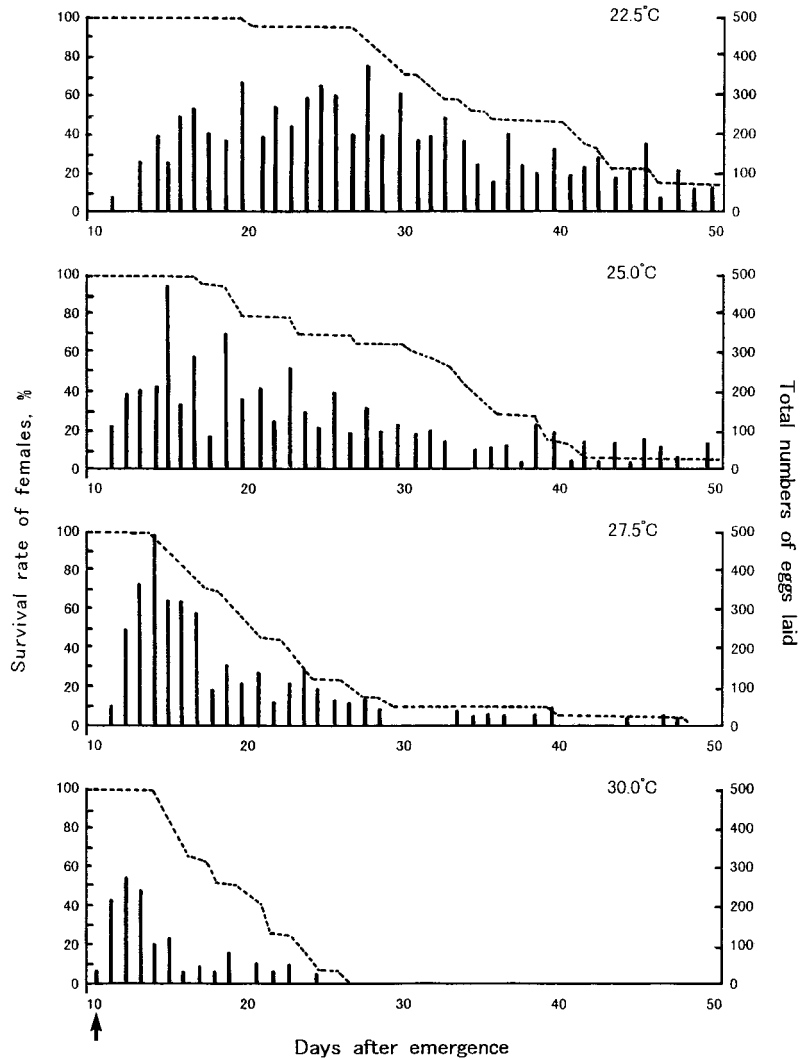 22.5°C
100 80 60 40 20 0
500 400 300 200 100 0
10 20 30 40 50
25.0°C
100 80 60 40 20 0
500 400 300 200 100 0
10 20 30 40 50
27.5°C
100 80 60 40 20 0
500 400 300 200 100 0
10 20 30 40 50
30.0°C
100 80 60 40 20 0
500 400 300 200 100 0
10 20 30 40 50
Survival rate of females, %
Total numbers of eggs laid
Days after emergence